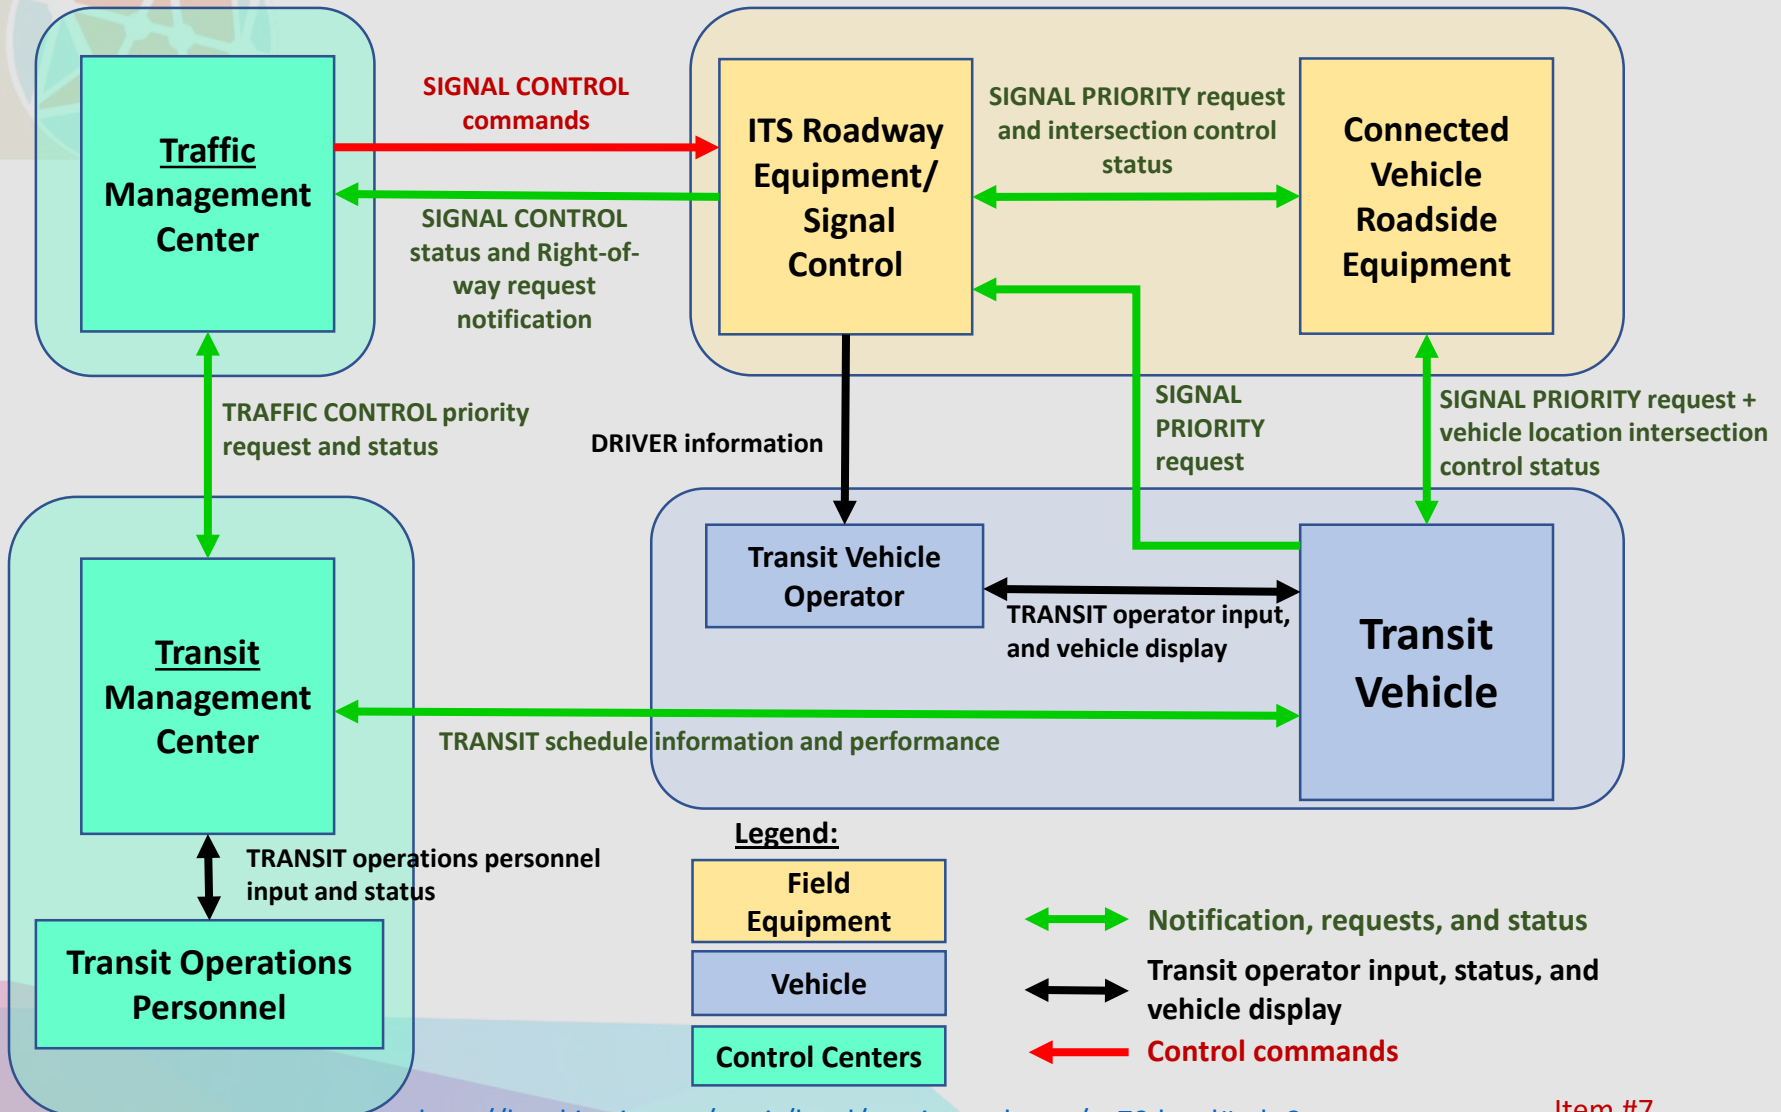 Traffic
Management
Center
SIGNAL CONTROL
commands
SIGNAL CONTROL
status and Right-of-
way request
notification
ITS Roadway
Equipment/
Signal
Control
SIGNAL PRIORITY request
and intersection control
status
Connected
Vehicle
Roadside
Equipment
TRAFFIC CONTROL priority
request and status
DRIVER information
SIGNAL
PRIORITY
request
SIGNAL PRIORITY request +
vehicle location intersection
control status
Transit
Management
Center
Transit Vehicle
Operator
TRANSIT operator input,
and vehicle display
Transit
Vehicle
TRANSIT schedule information and performance
TRANSIT operations personnel
input and status
Transit Operations
Personnel
Legend:
Field
Equipment
Vehicle
Control Centers
Notification, requests, and status
Transit operator input, status, and
vehicle display
Control commands
Item #7